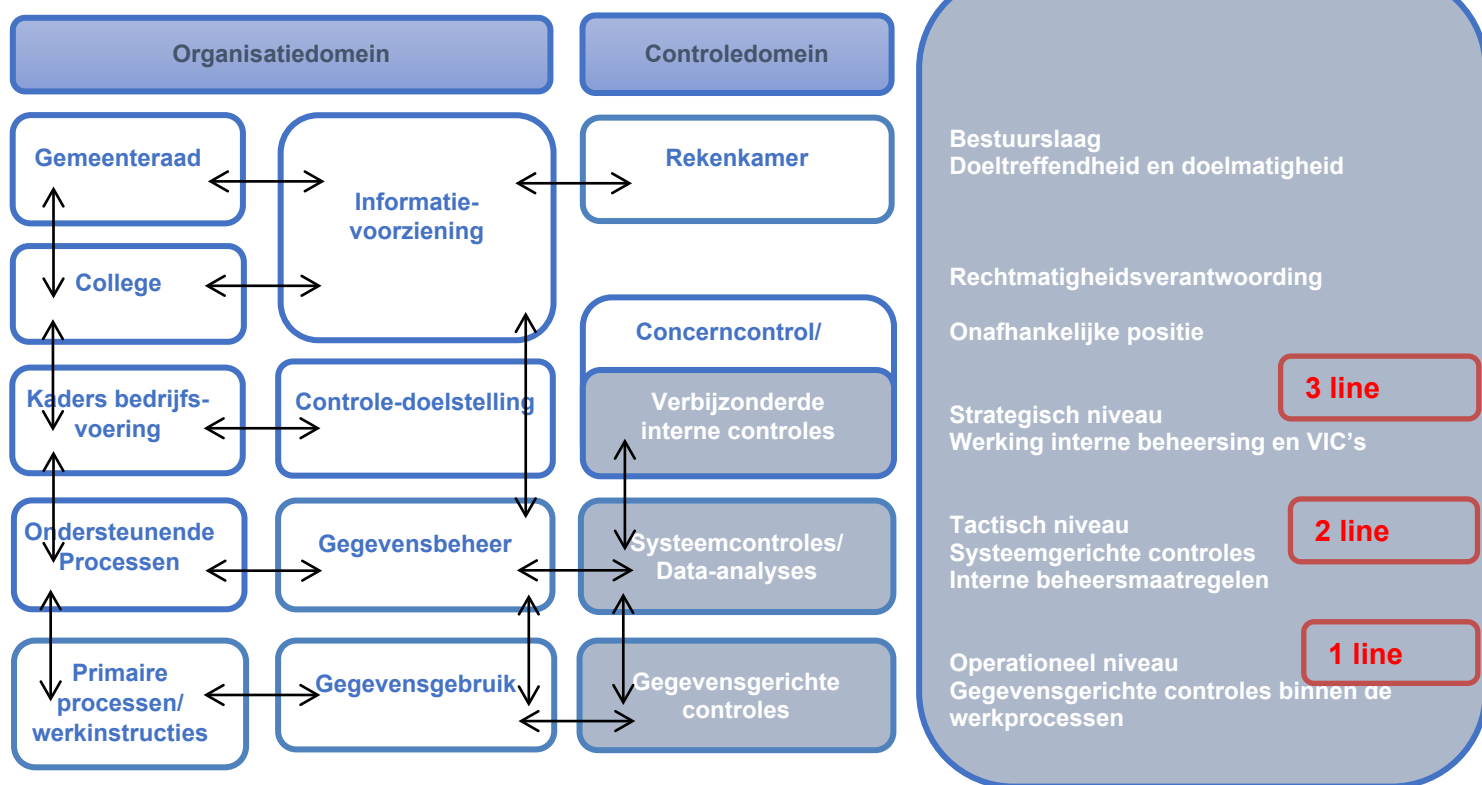 Organisatiedomein
Controledomein
Gemeenteraad
Informatie-
voorziening
Rekenkamer
College
Concerncontrol/
Kaders bedrijfs-
voering
Controle-doelstelling
Verbijzonderde
interne controles
Ondersteunende
Processen
Gegevensbeheer
Systeemcontroles/
Data-analyses
Primaire
processen/
werkinstructies
Gegevensgebruik
Gegevensgerichte
controles
Bestuurslaag
Doeltreffendheid en doelmatigheid
Rechtmatigheidsverantwoording
Onafhankelijke positie
3 line
Strategisch niveau
Werking interne beheersing en VIC’s
2 line
Tactisch niveau
Systeemgerichte controles
Interne beheersmaatregelen
1 line
Operationeel niveau
Gegevensgerichte controles binnen de
werkprocessen